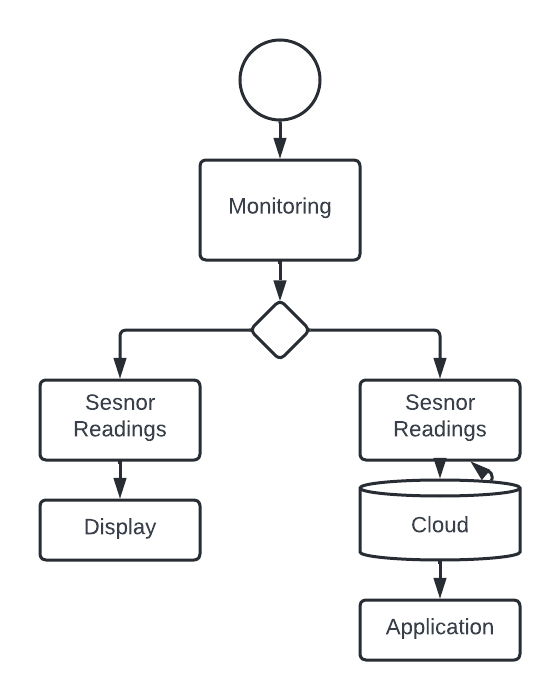 Monitoring
Sesnor
Readings
Sesnor
Readings
Display
Cloud
Application